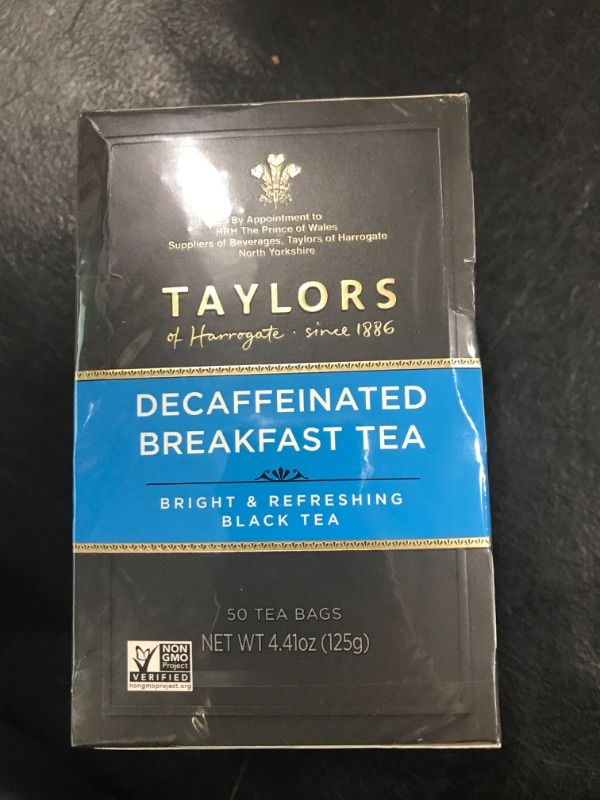 By Appointment to
HRH The Prince of Wales
Suppliers of Beverages, Taylors of Harrogate
North Yorkshire
TAYLORS
of Harrogate · since 1886
DECAFFEINATED
BREAKFAST TEA
BRIGHT & REFRESHING
BLACK TEA
50 TEA BAGS
NET WT 4.41oz (125g)
NON
GMO
Project
VERIFIED
nongmoproject.org